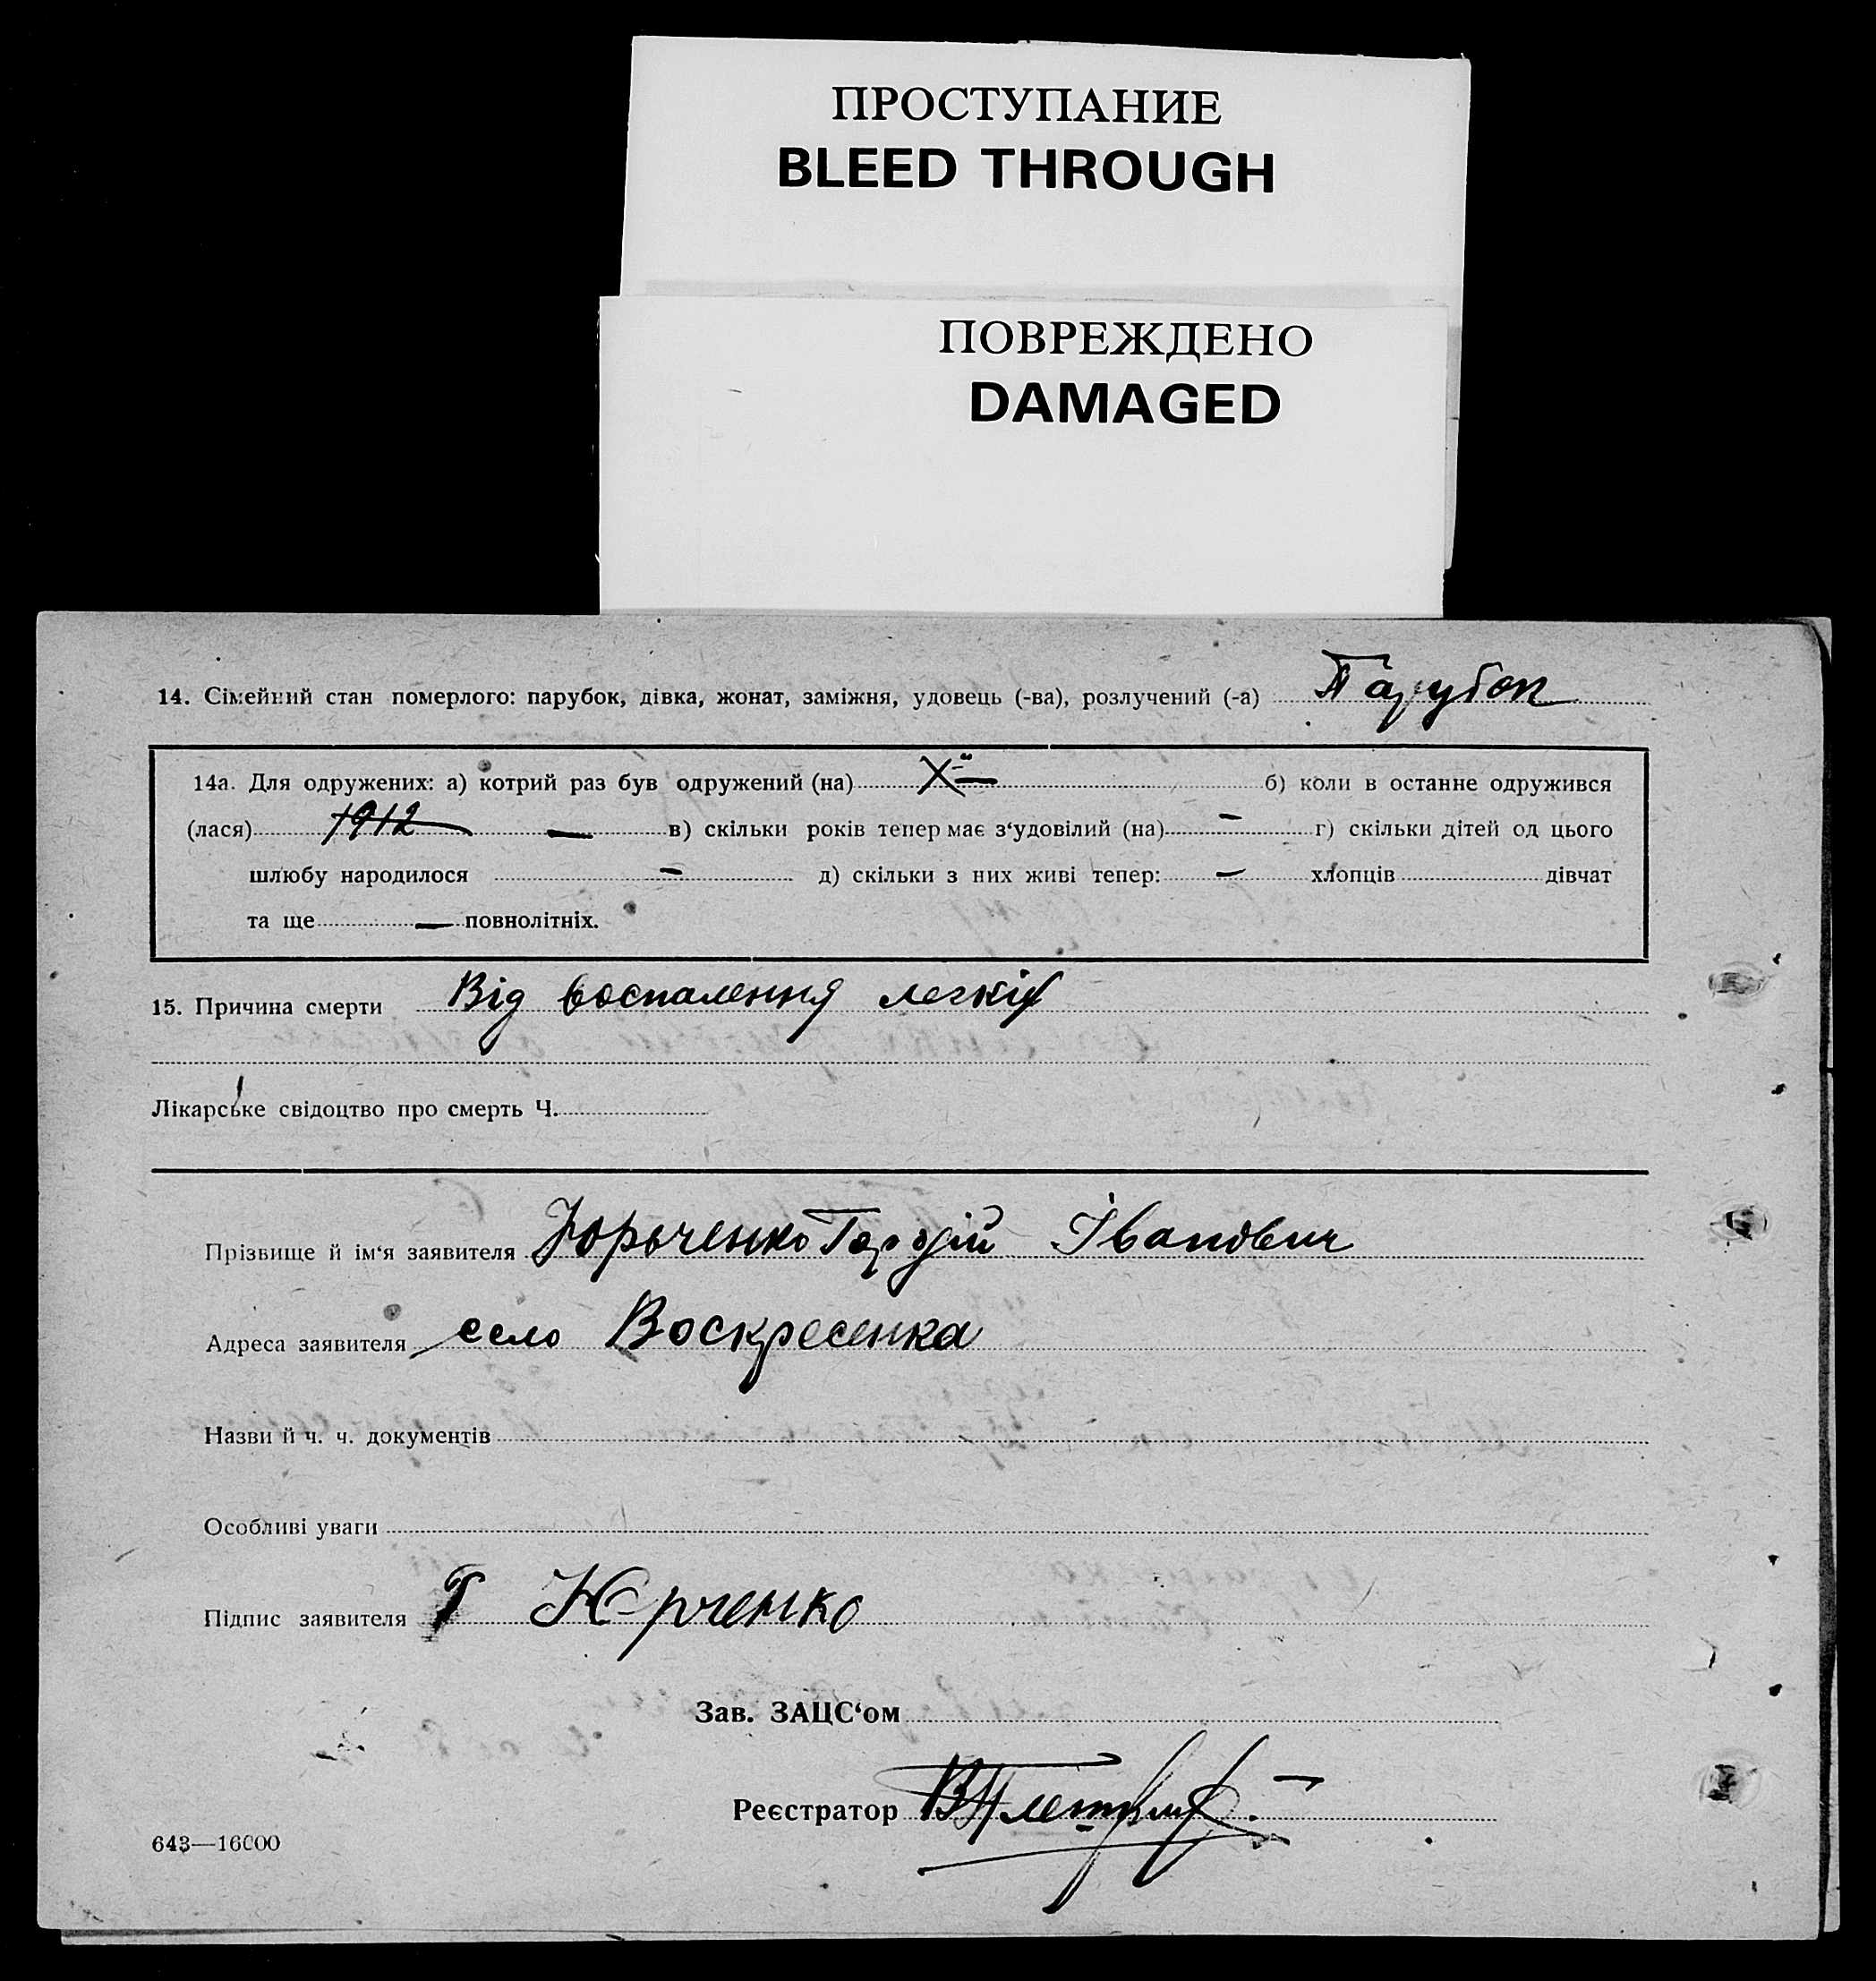 ПРОСТУПАНИЕ
BLEED THROUGH
ПОВРЕЖДЕНО
DAMAGED
14. Сімейний стан померлого: парубок, дівка, жонат, заміжня, удовець (-ва), розлучений (-а) Парубок
14а. Для одружених: а) котрий раз був одружений (на) — б) коли в останнє одружився
(лася) 1912 — в) скільки років тепер має з‘удовілий (на) — г) скільки дітей од цього
шлюбу народилося — д) скільки з них живі тепер: — хлопців дівчат
та ще — повнолітніх.
15. Причина смерти Від воспалення легкіх
Лікарське свідоцтво про смерть Ч.
Прізвище й ім‘я заявителя Юрьченко Гордій Іванович
Адреса заявителя село Воскресенка
Назви й ч. ч. документів
Особливі уваги
Підпис заявителя Г Юрченко
Зав. ЗАЦС‘ом
Реєстратор
643—16000